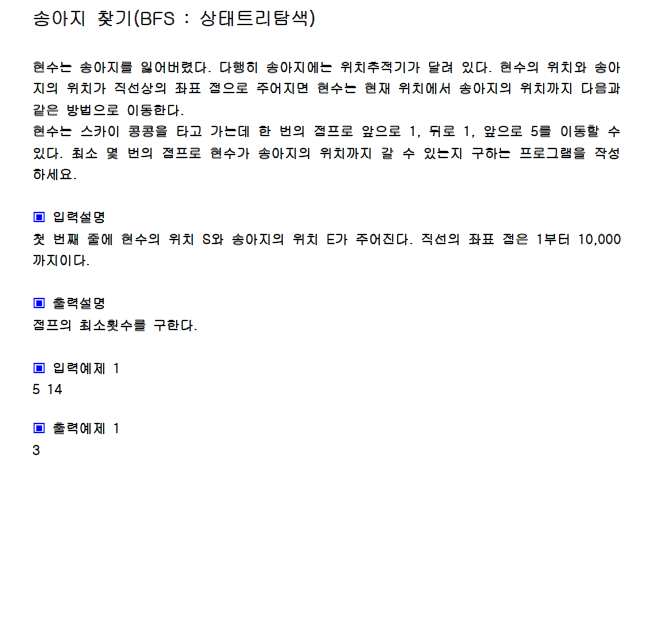 송아지 찾기(BFS : 상태트리탐색)
현수는 송아지를 잃어버렸다. 다행히 송아지에는 위치추적기가 달려 있다. 현수의 위치와 송아
지의 위치가 직선상의 좌표 점으로 주어지면 현수는 현재 위치에서 송아지의 위치까지 다음과
같은 방법으로 이동한다.
현수는 스카이 콩콩을 타고 가는데 한 번의 점프로 앞으로 1, 뒤로 1, 앞으로 5를 이동할 수
있다. 최소 몇 번의 점프로 현수가 송아지의 위치까지 갈 수 있는지 구하는 프로그램을 작성
하세요.
▣ 입력설명
첫 번째 줄에 현수의 위치 S와 송아지의 위치 E가 주어진다. 직선의 좌표 점은 1부터 10,000
까지이다.
▣ 출력설명
점프의 최소횟수를 구한다.
▣ 입력예제 1
5 14
▣ 출력예제 1
3